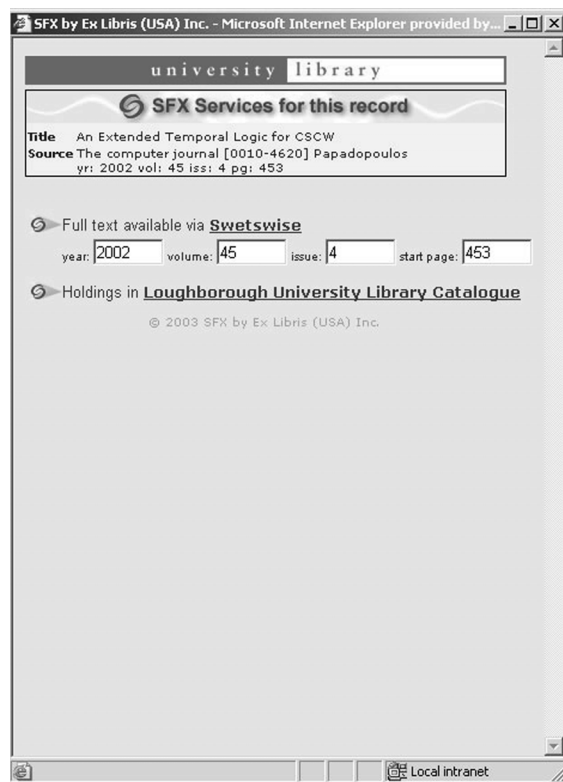 SFX by Ex Libris (USA) Inc. - Microsoft Internet Explorer provided by...
university library
SFX Services for this record
Title An Extended Temporal Logic for CSCW
Source The computer journal [0010-4620] Papadopoulos
yr: 2002 vol: 45 iss: 4 pg: 453
Full text available via Swetswise
year: 2002 volume: 45 issue: 4 start page: 453
Holdings in Loughborough University Library Catalogue
© 2003 SFX by Ex Libris (USA) Inc.
Local intranet